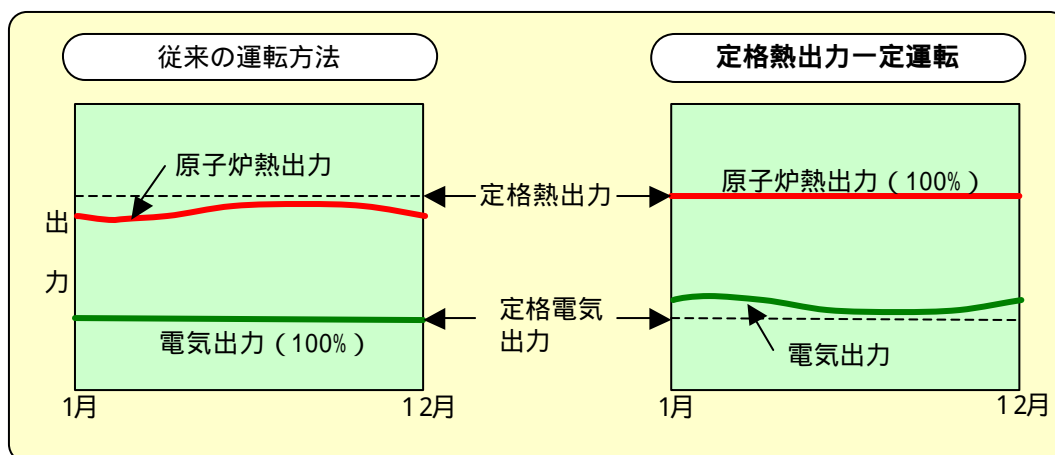 従来の運転方法
定格熱出力一定運転
原子炉熱出力
定格熱出力
原子炉熱出力(100%)
出
力
定格電気
出力
電気出力(100%)
電気出力
1月
12月
1月
12月